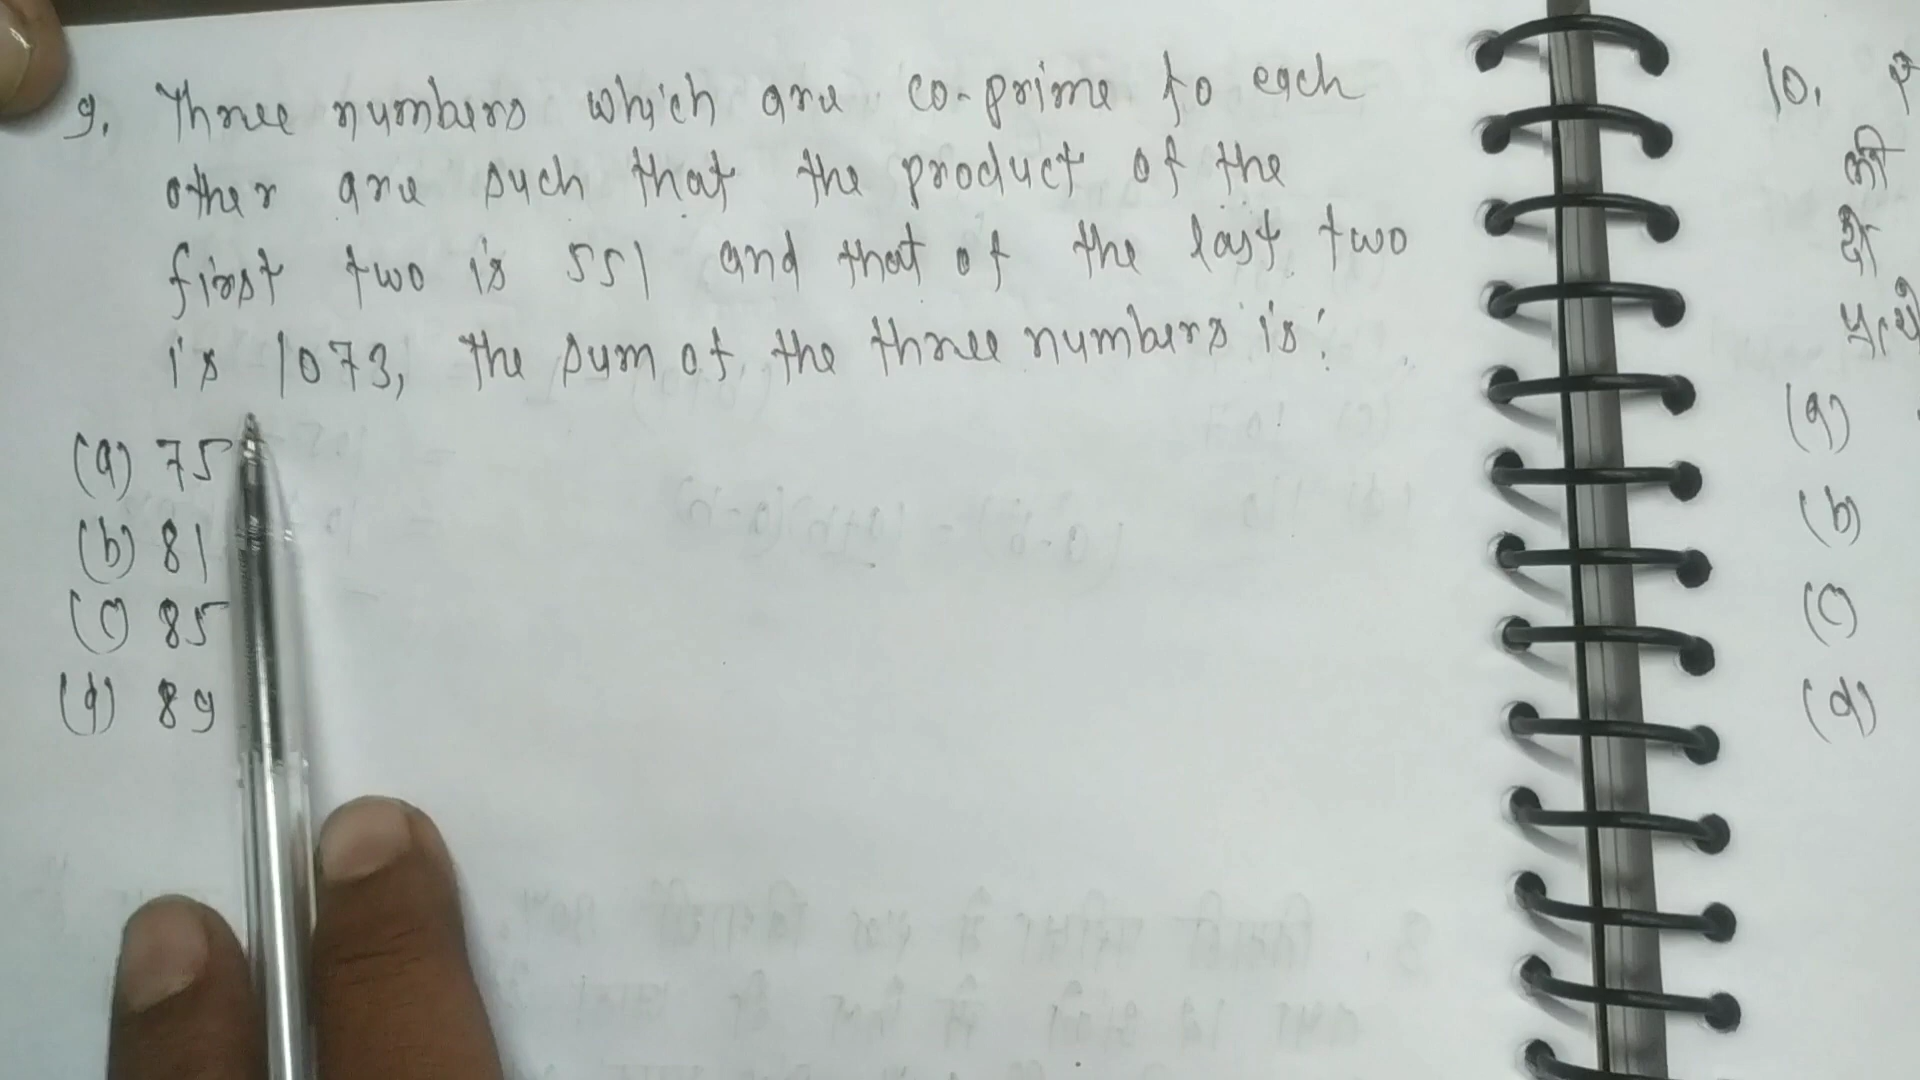 9. Three numbers which are co-prime to each
other are such that the product of the
first two is 551 and that of the last two
is 1073, the sum of the three numbers is:
(a) 75
(b) 81
(c) 85
(d) 89
10.
की
दो
(a)
(b)
(c)
(d)